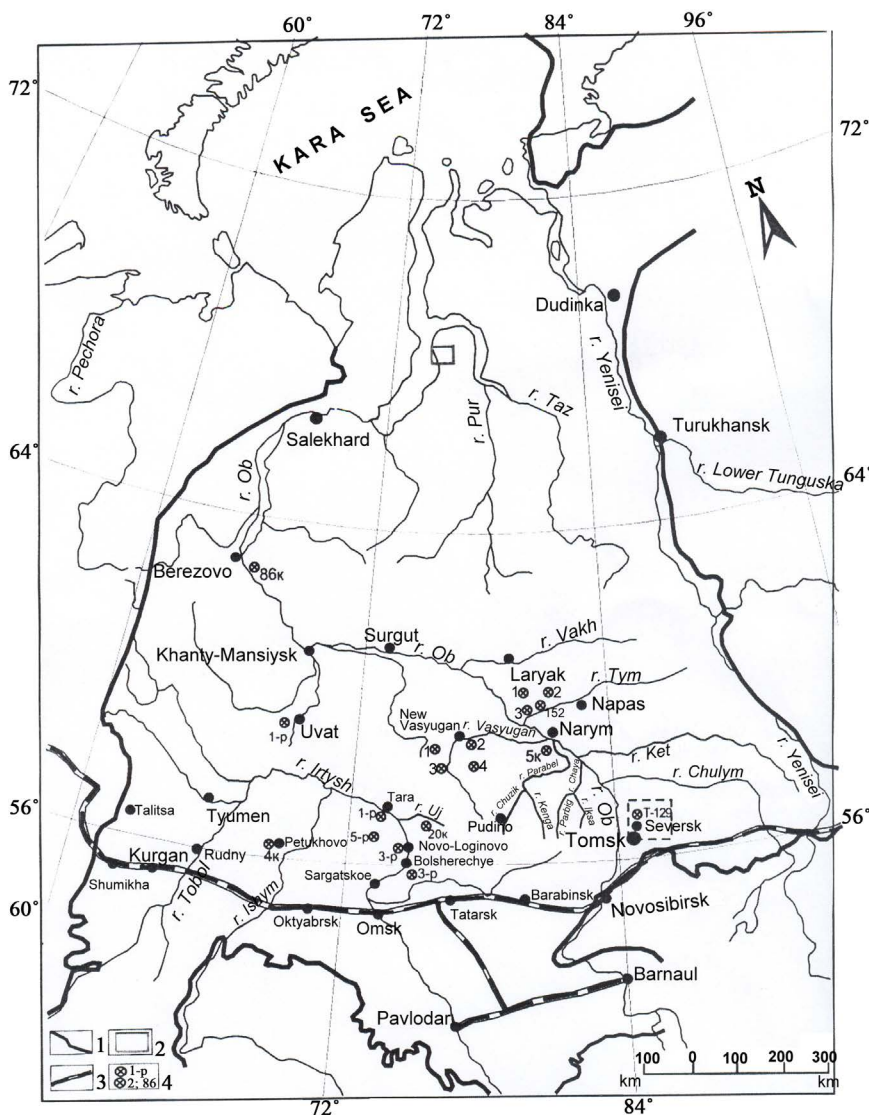 60°
72°
84°
96°
72°
72°
KARA SEA
N
Dudinka
r. Pechora
r. Yenisei
r. Taz
r. Pur
Salekhard
Turukhansk
64°
r. Ob
r. Lower Tunguska
64°
Berezovo
86к
Surgut
r. Vakh
Khanty-Mansiysk
r. Ob
Laryak
r. Tym
1
2
3
152
Napas
New
Vasyugan
r. Vasyugan
Narym
1-p
Uvat
1
2
5к
r. Ket
r. Yenisei
3
4
r. Parabel
r. Chaya
r. Irtysh
r. Chuzik
r. Kenga
r. Parbig
r. Iksa
r. Ob
r. Chulym
56°
Talitsa
Tyumen
Tara
1-p
r. Uj
20к
Pudino
T-129
Seversk
56°
5-p
Tomsk
Kurgan
Rudny
4к
Petukhovo
3-p
Novo-Loginovo
Bolsherechye
Shumikha
r. Tobol
Sargatskoe
3-p
r. Ishym
Barabinsk
Novosibirsk
60°
Oktyabrsk
Omsk
Tatarsk
Barnaul
Pavlodar
1
2
1-p
3
2; 86
4
100 0 100 200 300
km km
72°
84°